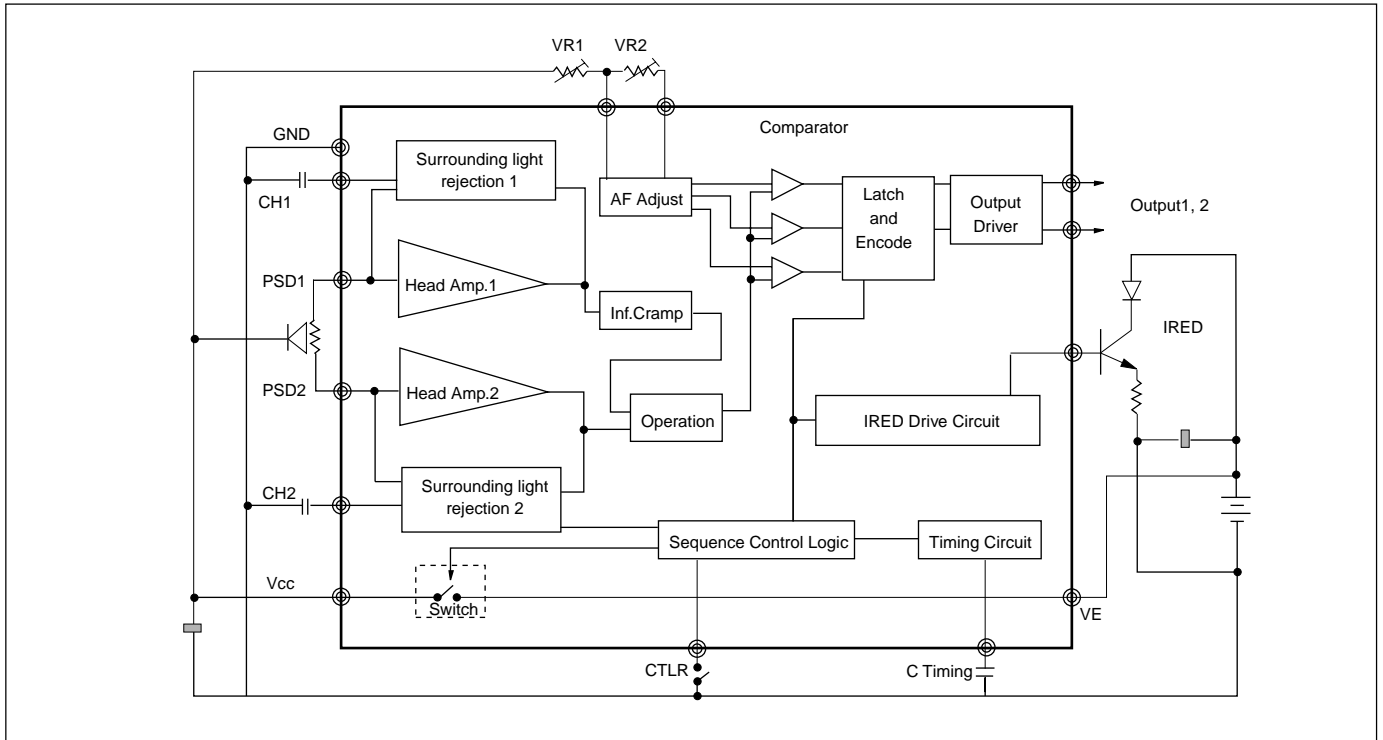 VR1
VR2
GND
Comparator
Surrounding light
rejection 1
CH1
AF Adjust
Latch
and
Encode
Output
Driver
Output1, 2
PSD1
Head Amp.1
Inf.Cramp
IRED
PSD2
Head Amp.2
Operation
IRED Drive Circuit
CH2
Surrounding light
rejection 2
Sequence Control Logic
Timing Circuit
Vcc
Switch
VE
CTLR
C Timing